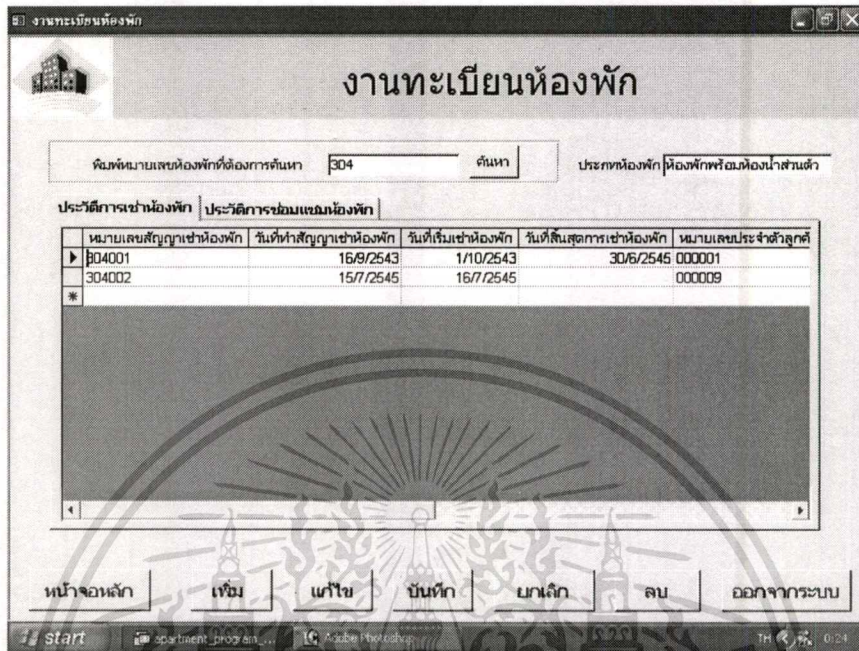 งานทะเบียนห้องพัก
งานทะเบียนห้องพัก
พิมพ์หมายเลขห้องพักที่ต้องการค้นหา 304 ค้นหา ประเภทห้องพัก ห้องพักพร้อมห้องน้ำส่วนตัว
ประวัติการเช่าห้องพัก ประวัติการซ่อมแซมห้องพัก
หมายเลขสัญญาเช่าห้องพัก วันที่ทำสัญญาเช่าห้องพัก วันที่เริ่มเช่าห้องพัก วันที่สิ้นสุดการเช่าห้องพัก หมายเลขประจำตัวลูกค้
304001 16/9/2543 1/10/2543 30/6/2545 000001
304002 15/7/2545 16/7/2545 000009
หน้าจอหลัก เพิ่ม แก้ไข บันทึก ยกเลิก ลบ ออกจากระบบ
start apartment_program_... Adobe Photoshop TH 0:24